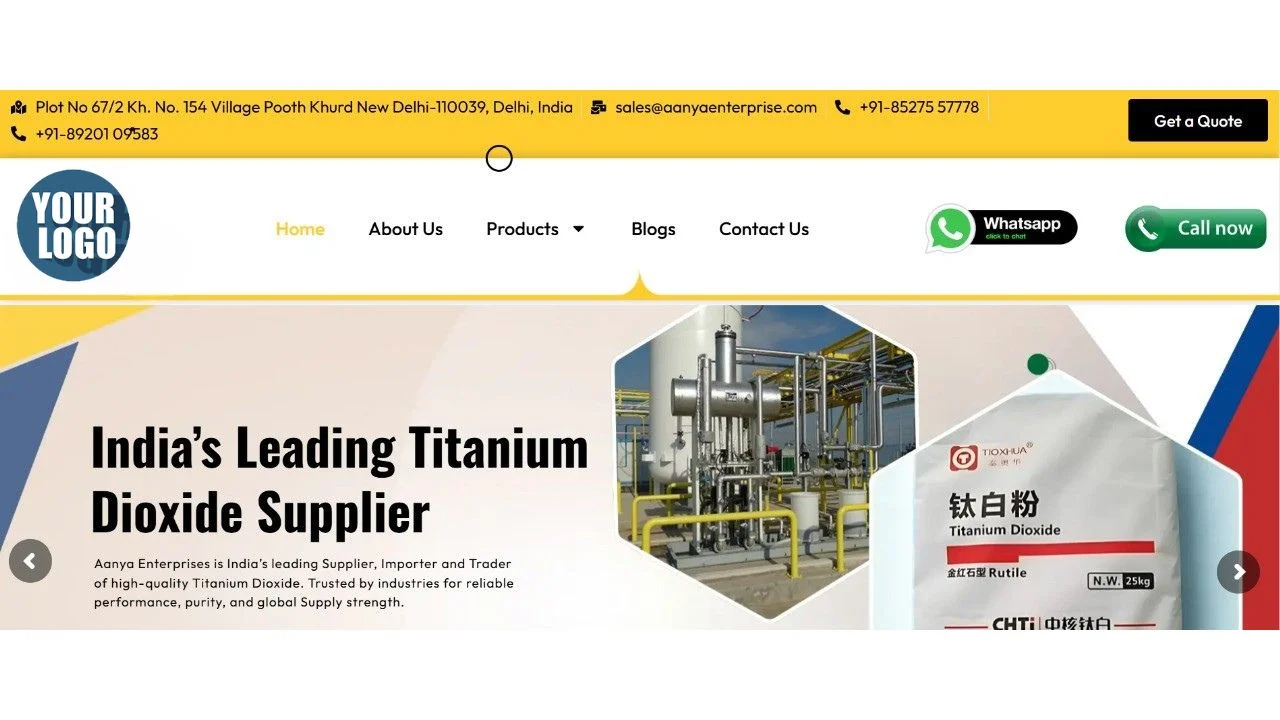 Plot No 67/2 Kh. No. 154 Village Pooth Khurd New Delhi-110039, Delhi, India sales@aanyaenterprise.com +91-85275 57778
+91-89201 09583
Get a Quote
YOUR
LOGO
Home About Us Products Blogs Contact Us
Whatsapp
click to chat
Call now
India’s Leading Titanium
Dioxide Supplier
Aanya Enterprises is India’s leading Supplier, Importer and Trader
of high-quality Titanium Dioxide. Trusted by industries for reliable
performance, purity, and global Supply strength.
TIOXHUA®
泰奥华
钛白粉
Titanium Dioxide
金红石型 Rutile
N.W. 25kg
CHTi 中核钛白